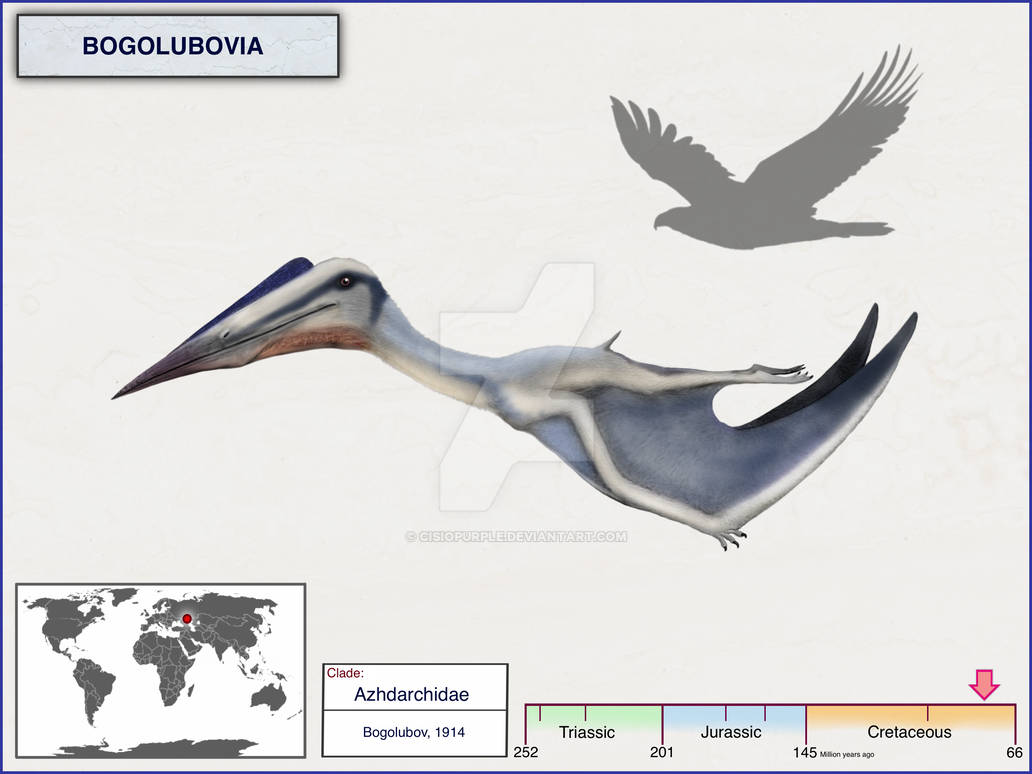 BOGOLUBOVIA
© CISIOPURPLE.DEVIANTART.COM
Clade:
Azhdarchidae
Bogolubov, 1914
Triassic Jurassic Cretaceous
252 201 145 Million years ago 66